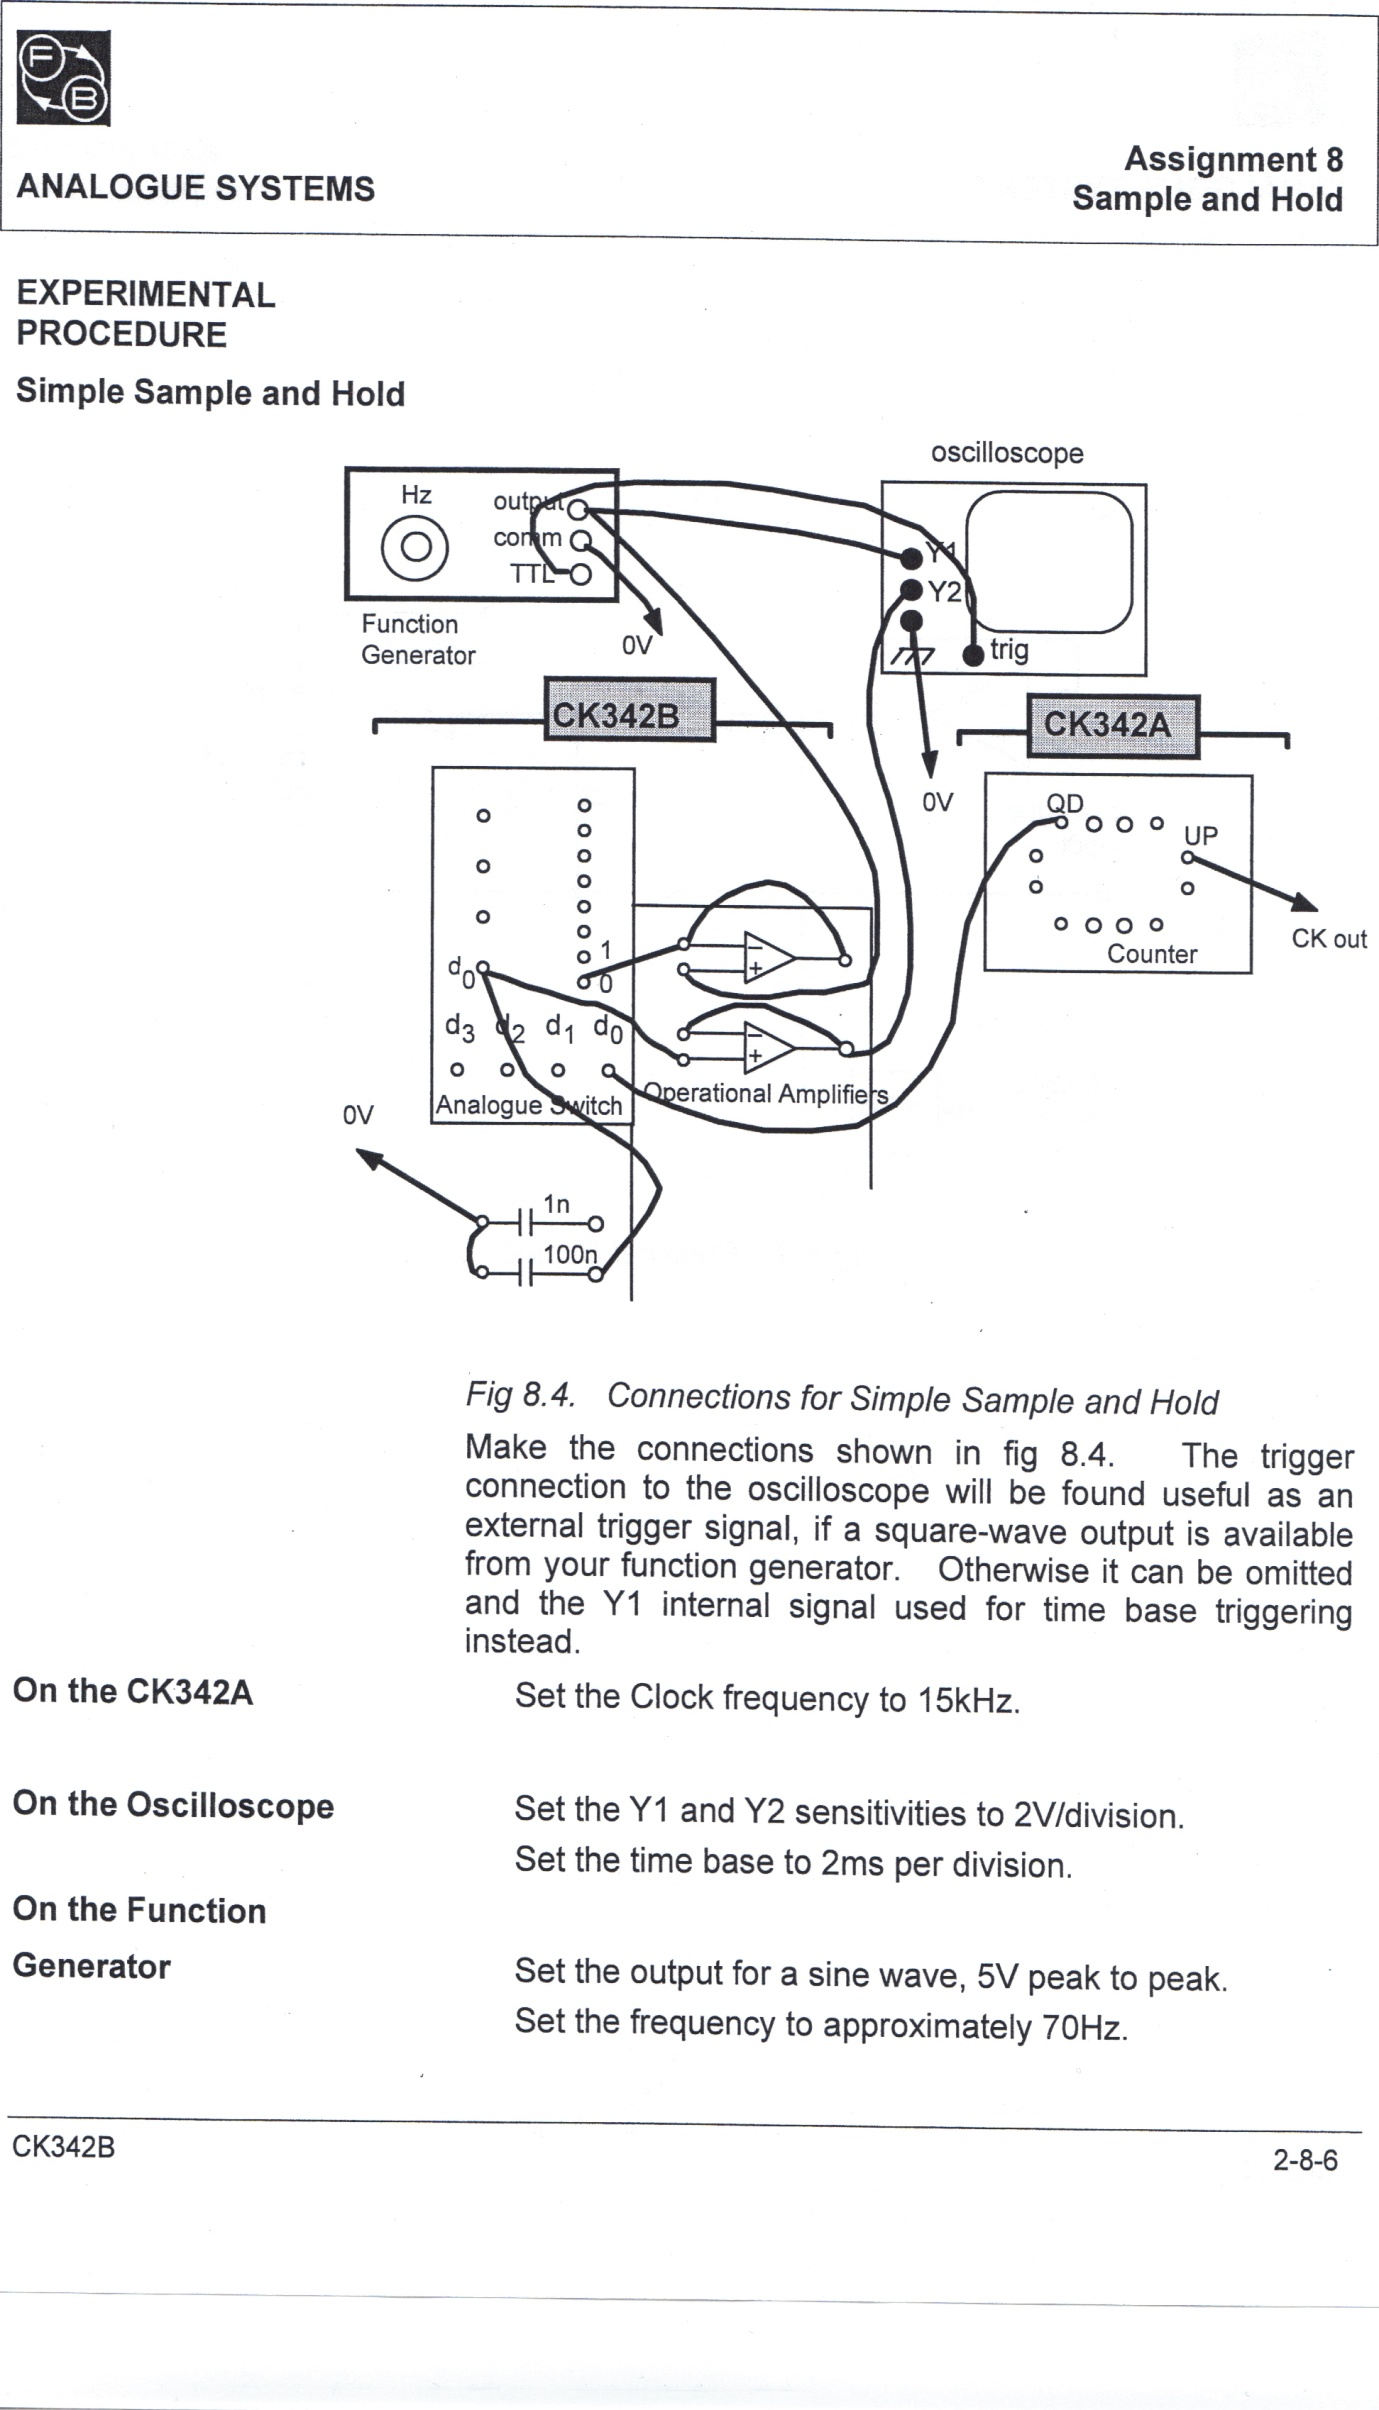 F
B
ANALOGUE SYSTEMS
Assignment 8
Sample and Hold
EXPERIMENTAL
PROCEDURE
Simple Sample and Hold
oscilloscope
Hz
output
comm
TTL
Y1
Y2
trig
Function
Generator
0V
CK342B
CK342A
0V
QD
UP
CK out
Counter
1
0
d0
d3 d2 d1 d0
Analogue Switch
Operational Amplifiers
0V
1n
100n
Fig 8.4. Connections for Simple Sample and Hold
Make the connections shown in fig 8.4. The trigger
connection to the oscilloscope will be found useful as an
external trigger signal, if a square-wave output is available
from your function generator. Otherwise it can be omitted
and the Y1 internal signal used for time base triggering
instead.
On the CK342A
Set the Clock frequency to 15kHz.
On the Oscilloscope
Set the Y1 and Y2 sensitivities to 2V/division.
Set the time base to 2ms per division.
On the Function
Generator
Set the output for a sine wave, 5V peak to peak.
Set the frequency to approximately 70Hz.
CK342B
2-8-6